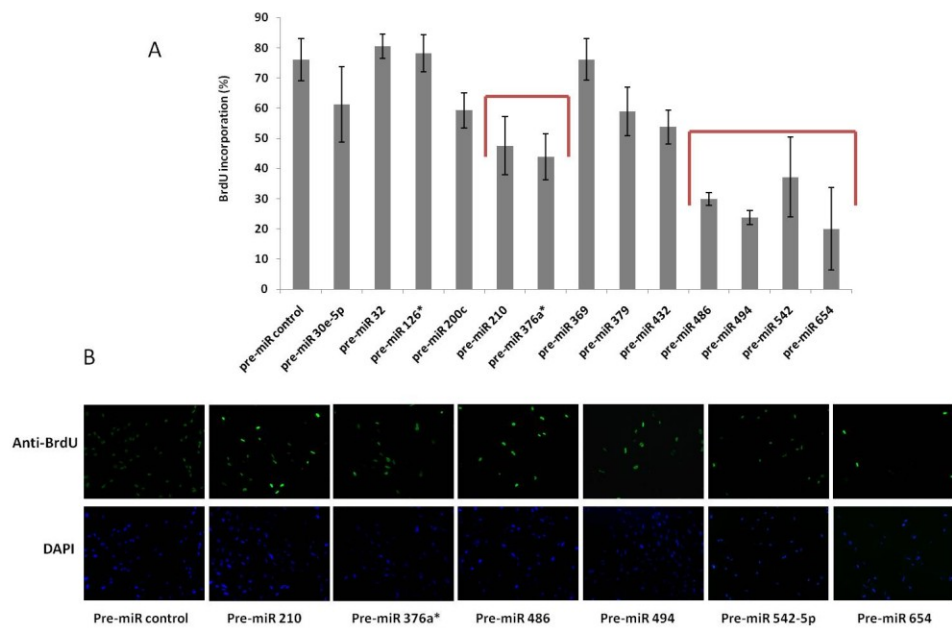 A
BrdU incorporation (%)
90
80
70
60
50
40
30
20
10
0
pre-miR control
pre-miR 30e-5p
pre-miR 32
pre-miR 126*
pre-miR 200c
pre-miR 210
pre-miR 376a*
pre-miR 369
pre-miR 379
pre-miR 432
pre-miR 486
pre-miR 494
pre-miR 542
pre-miR 654
B
Anti-BrdU
DAPI
Pre-miR control
Pre-miR 210
Pre-miR 376a*
Pre-miR 486
Pre-miR 494
Pre-miR 542-5p
Pre-miR 654